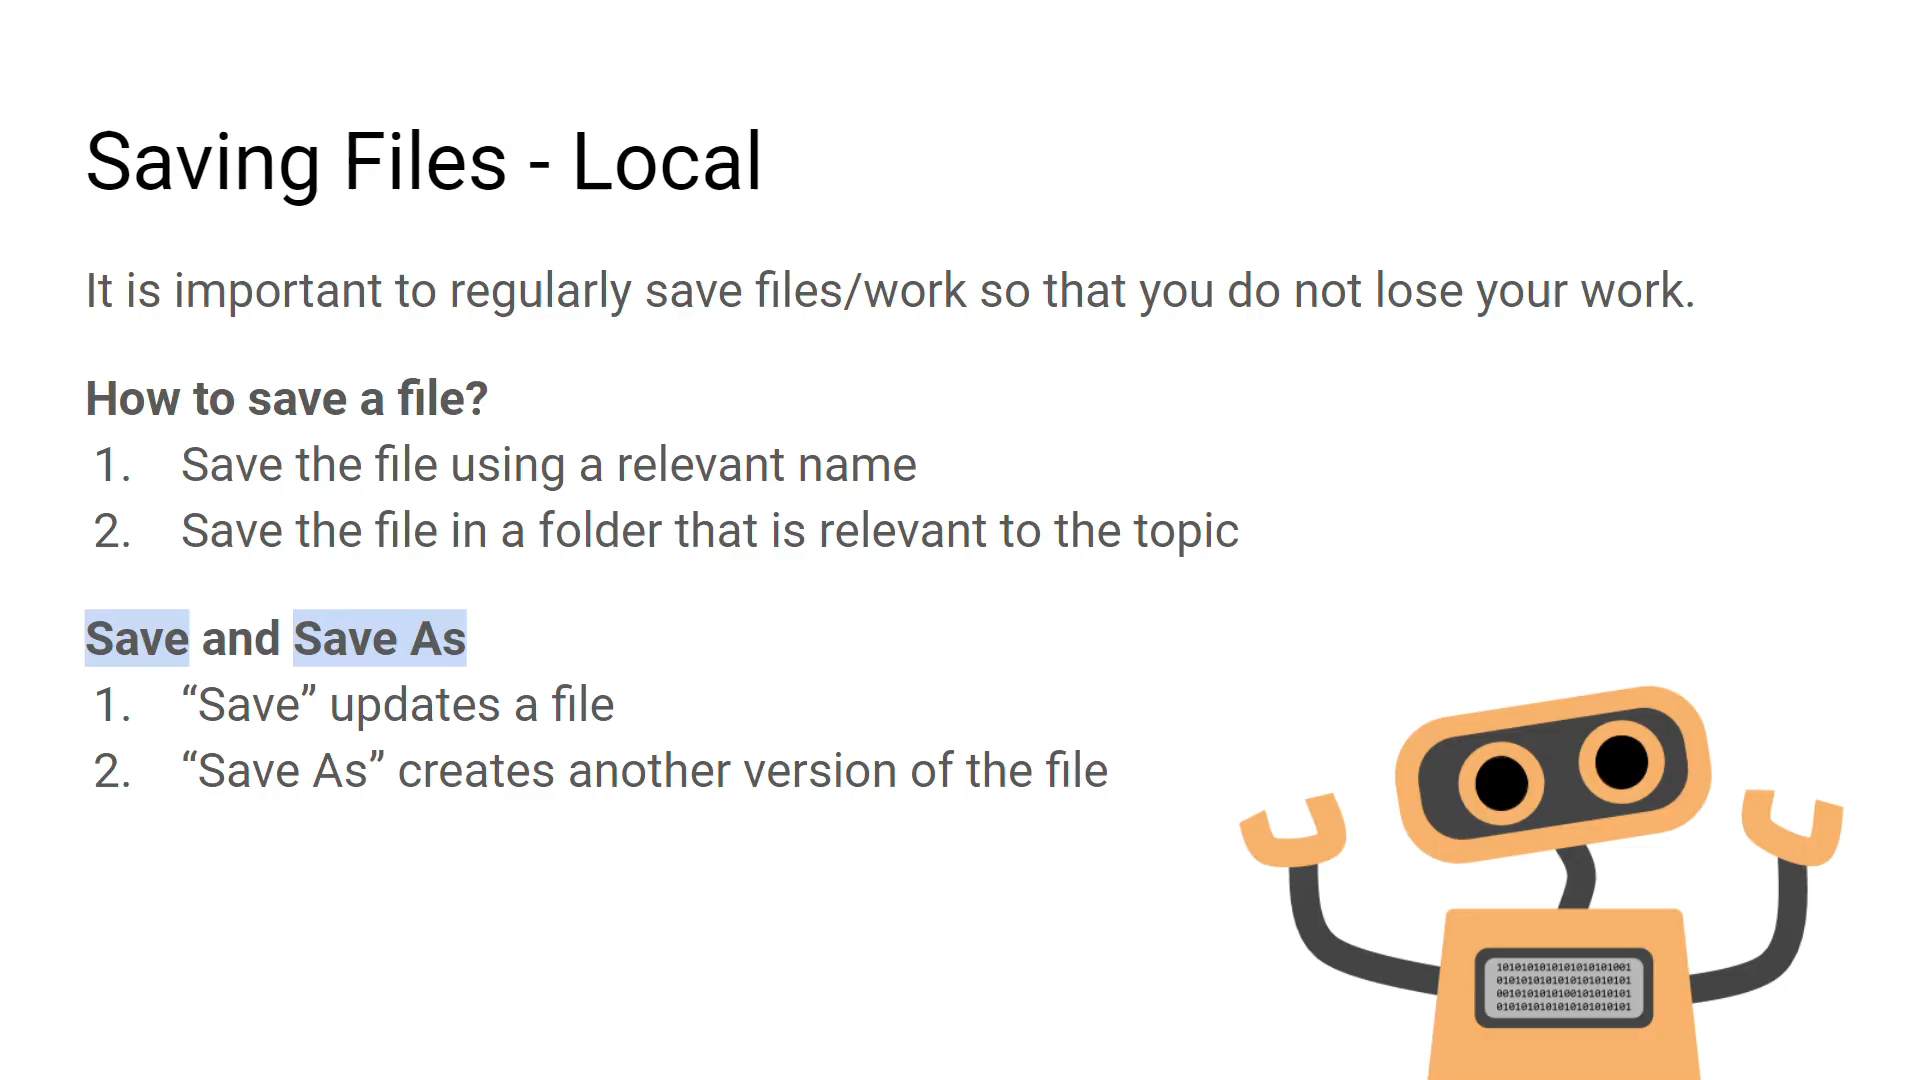 Saving Files - Local
It is important to regularly save files/work so that you do not lose your work.
How to save a file?
1. Save the file using a relevant name
2. Save the file in a folder that is relevant to the topic
Save and Save As
1. “Save” updates a file
2. “Save As” creates another version of the file